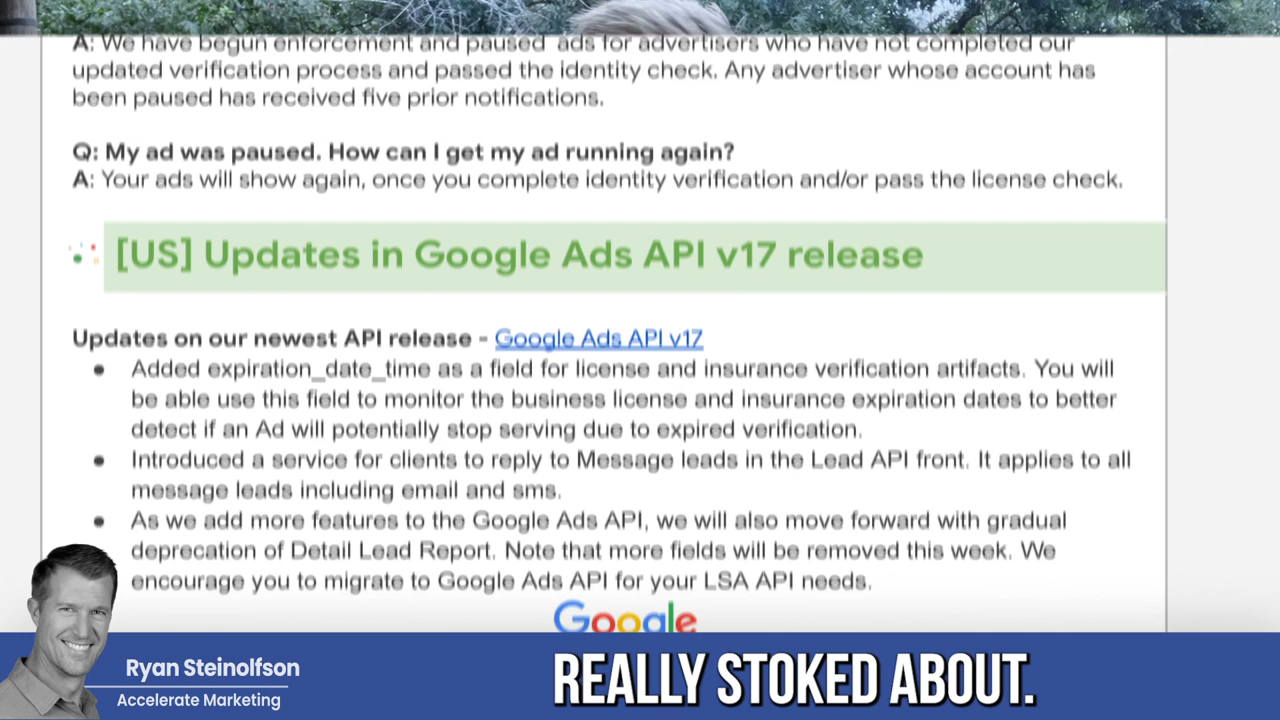 A: We have begun enforcement and paused ads for advertisers who have not completed our
updated verification process and passed the identity check. Any advertiser whose account has
been paused has received five prior notifications.
Q: My ad was paused. How can I get my ad running again?
A: Your ads will show again, once you complete identity verification and/or pass the license check.
[US] Updates in Google Ads API v17 release
Updates on our newest API release - Google Ads API v17
• Added expiration_date_time as a field for license and insurance verification artifacts. You will
be able use this field to monitor the business license and insurance expiration dates to better
detect if an Ad will potentially stop serving due to expired verification.
• Introduced a service for clients to reply to Message leads in the Lead API front. It applies to all
message leads including email and sms.
• As we add more features to the Google Ads API, we will also move forward with gradual
deprecation of Detail Lead Report. Note that more fields will be removed this week. We
encourage you to migrate to Google Ads API for your LSA API needs.
Google
Ryan Steinolfson
Accelerate Marketing
REALLY STOKED ABOUT.